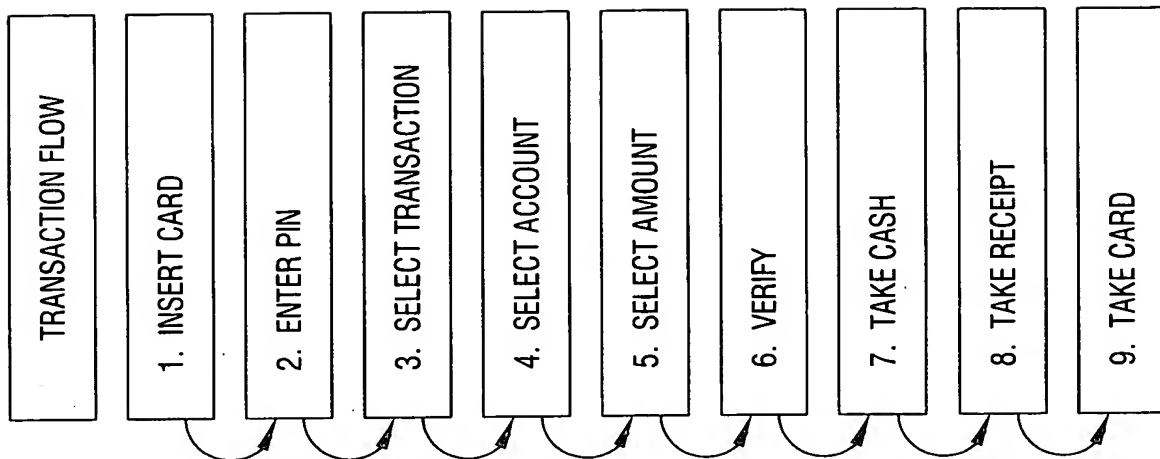 TRANSACTION FLOW
1. INSERT CARD
2. ENTER PIN
3. SELECT TRANSACTION
4. SELECT ACCOUNT
5. SELECT AMOUNT
6. VERIFY
7. TAKE CASH
8. TAKE RECEIPT
9. TAKE CARD